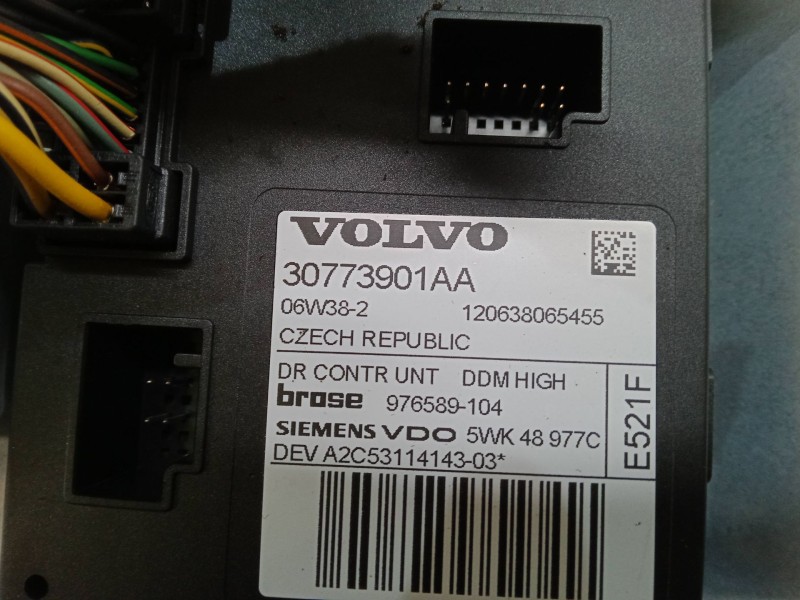 VOLVO
30773901AA
06W38-2 120638065455
CZECH REPUBLIC
DR CONTR UNT DDM HIGH
brose 976589-104
SIEMENS VDO 5WK 48 977C
DEV A2C53114143-03*
E521F